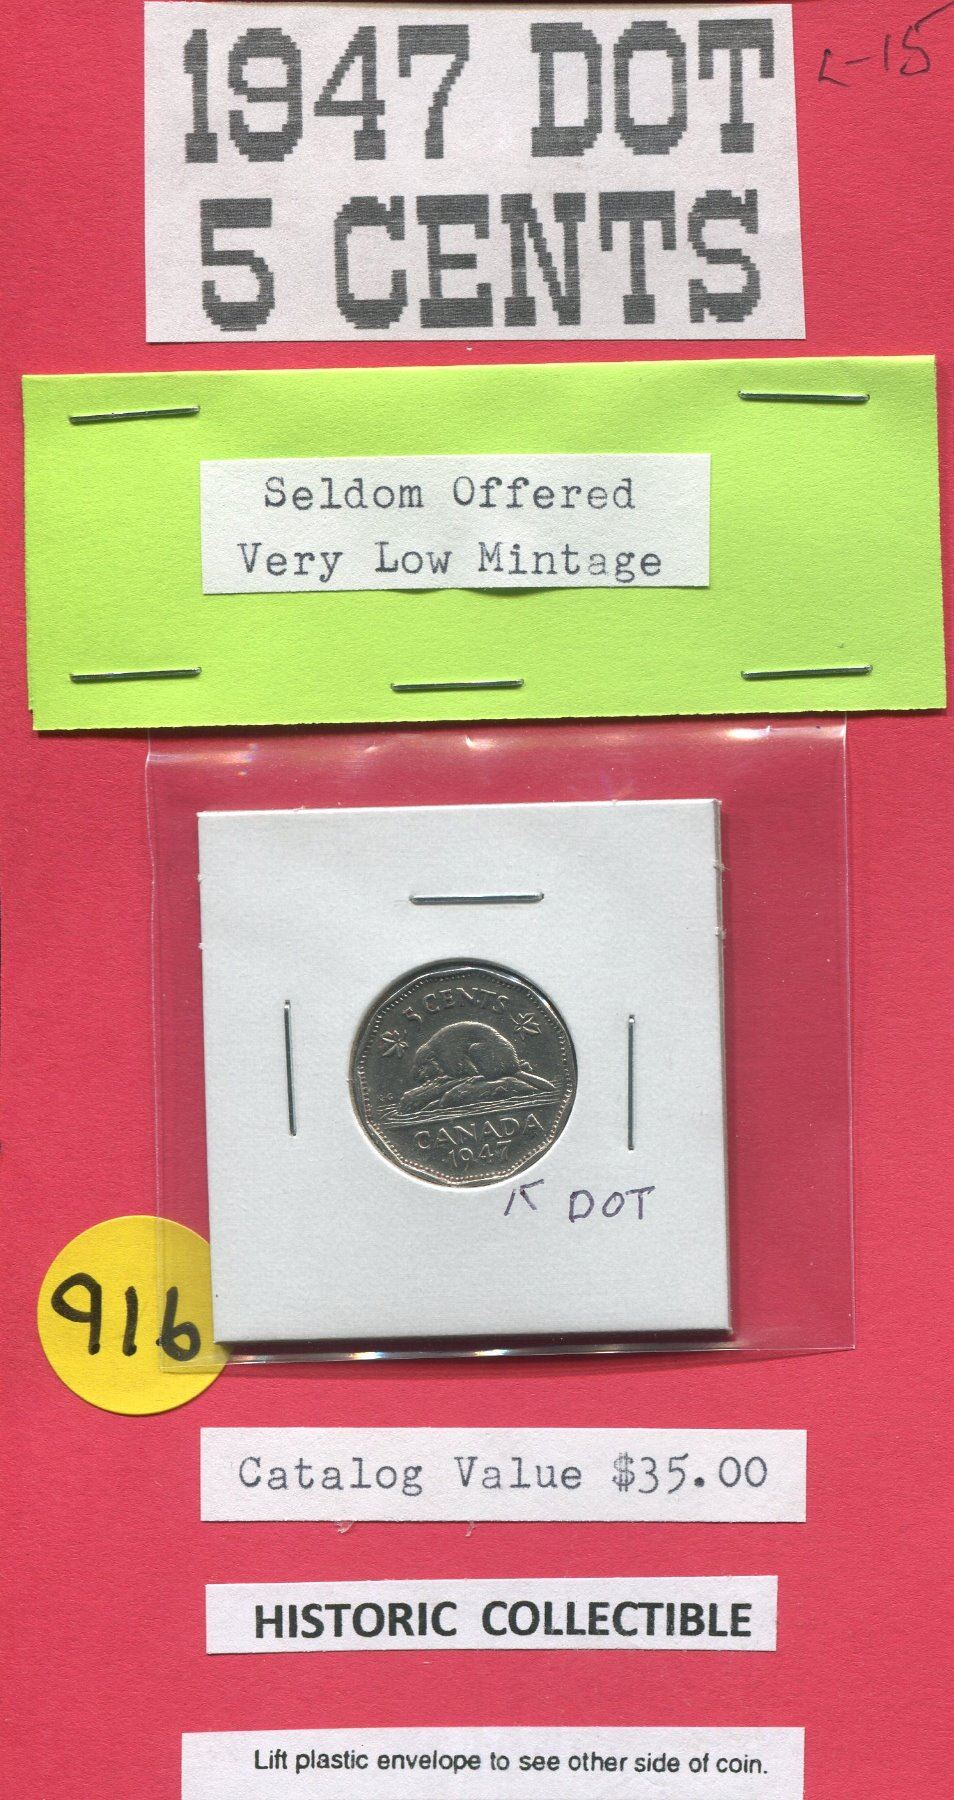 1947 DOT
L-15
5 CENTS
Seldom Offered
Very Low Mintage
5 CENTS
KG
CANADA
1947
DOT
916
Catalog Value $35.00
HISTORIC COLLECTIBLE
Lift plastic envelope to see other side of coin.